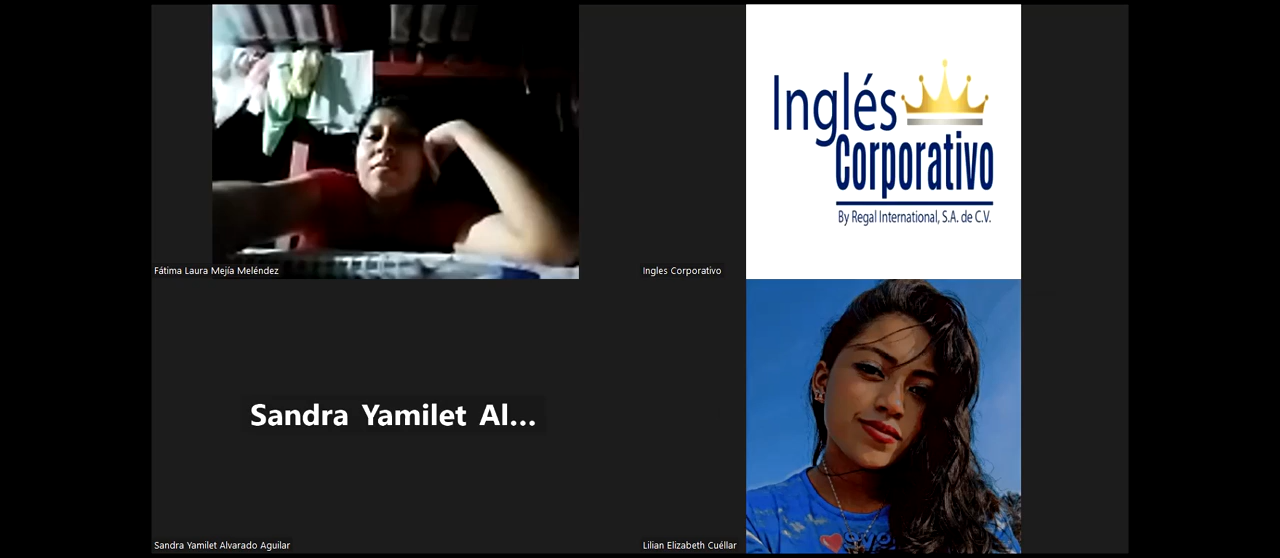 Inglés
Corporativo
By Regal International, S.A. de C.V.
Fátima Laura Mejía Meléndez
Ingles Corporativo
Sandra Yamilet Al...
Sandra Yamilet Alvarado Aguilar
Lilian Elizabeth Cuéllar